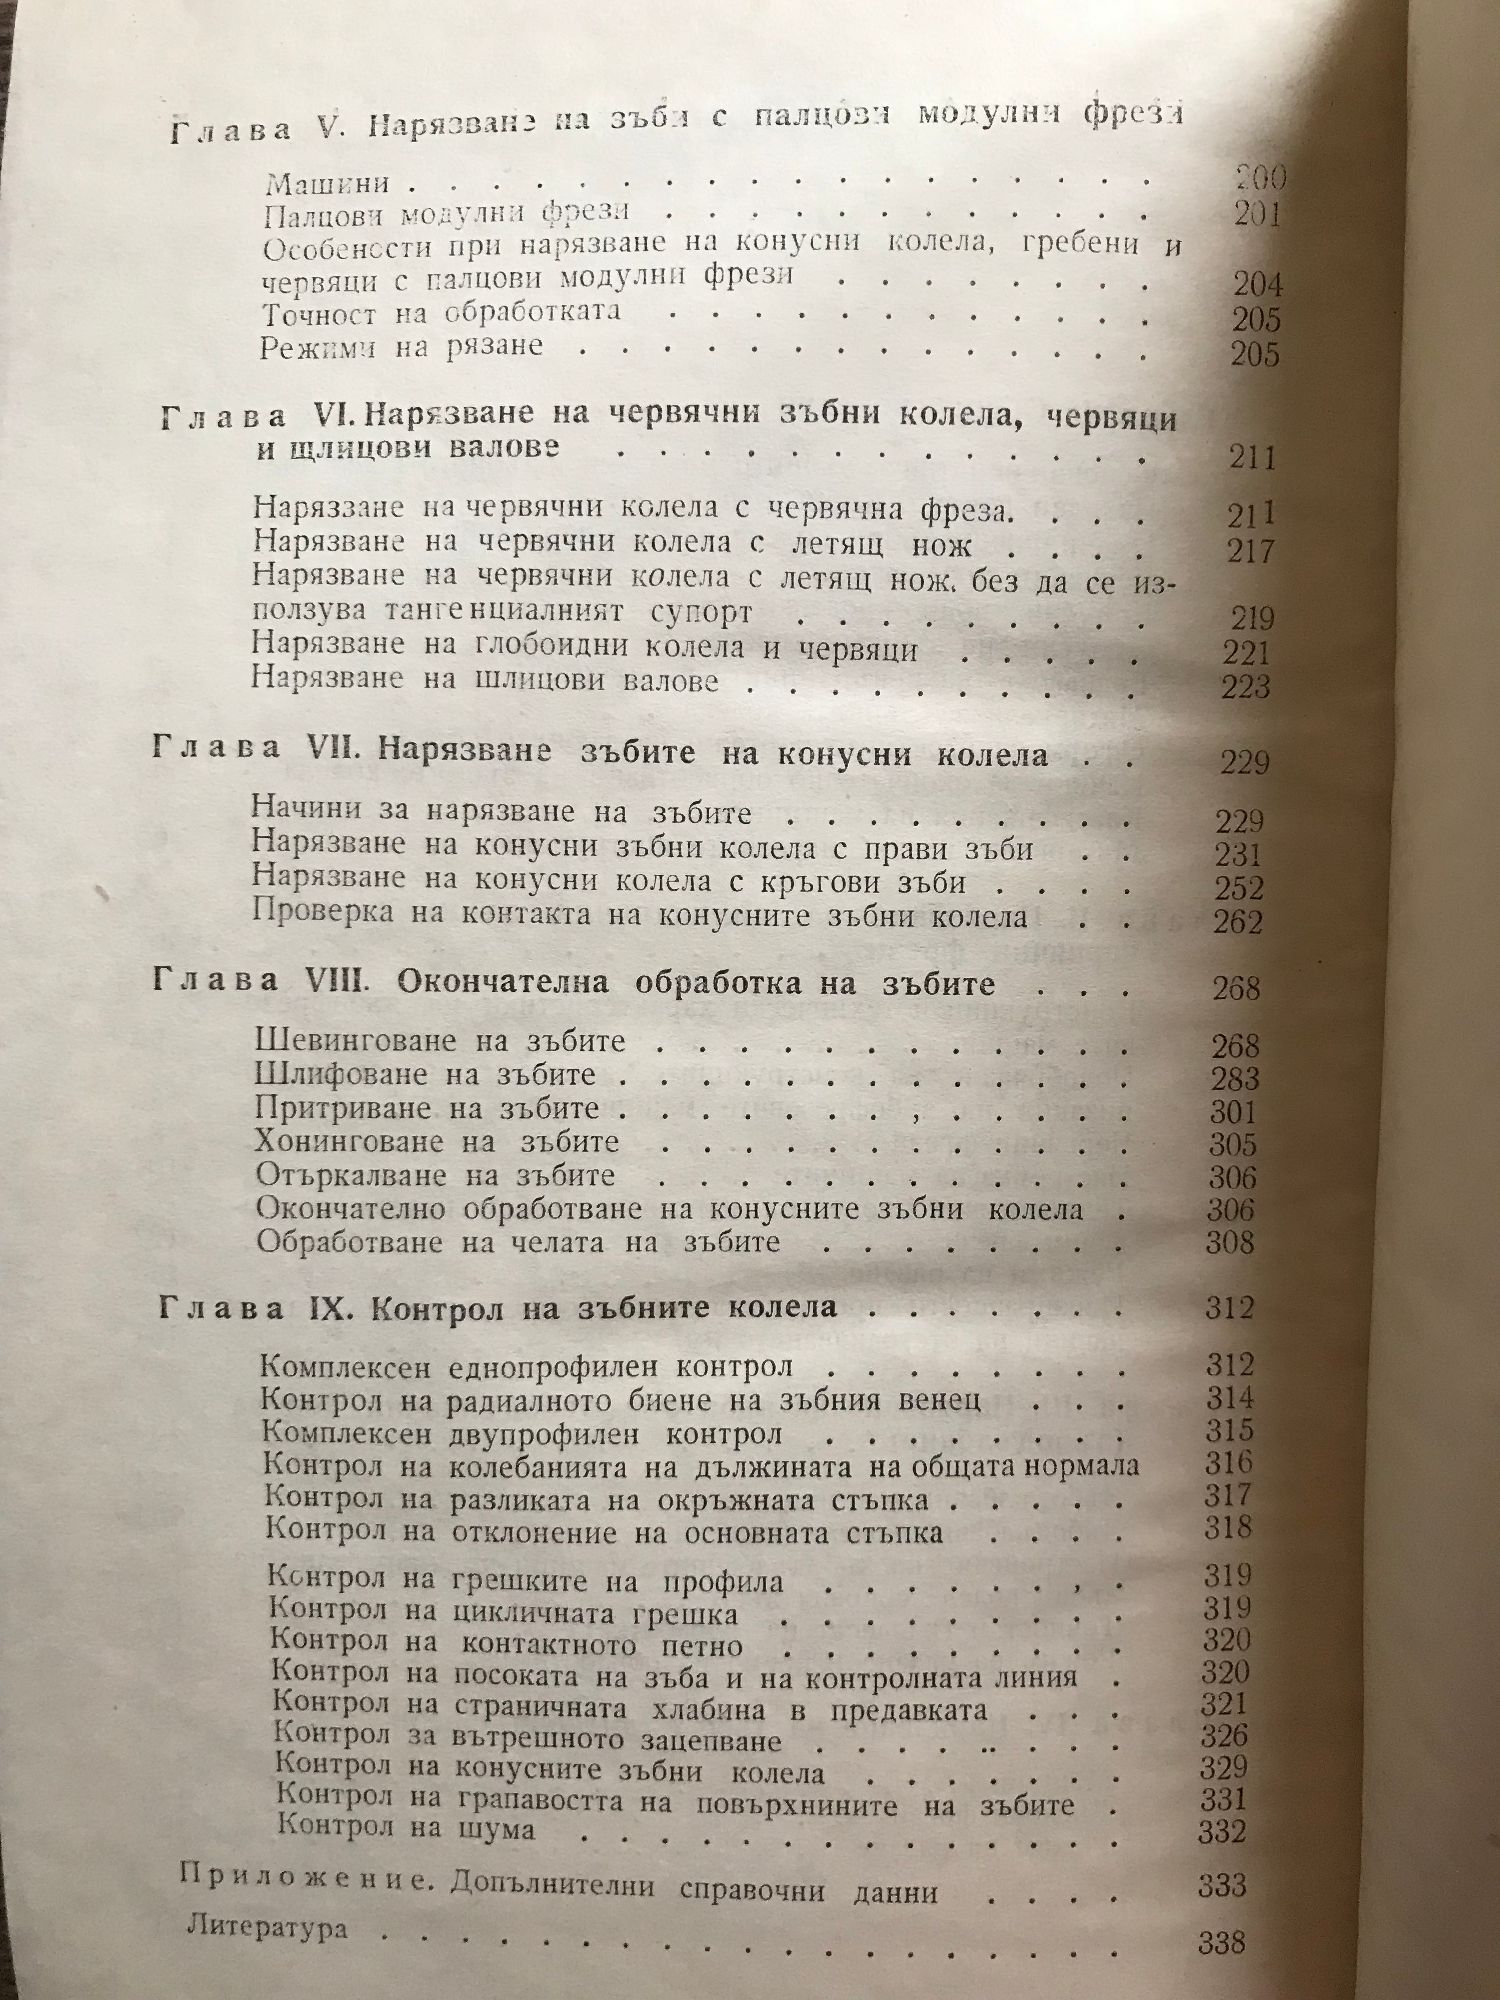 Глава V. Нарязване на зъби с палцови модулни фрези
Машини . . . . . . . . . . . . . . . . . . 200
Палцови модулни фрези . . . . . . . . . . . . 201
Особености при нарязване на конусни колела, гребени и
червяци с палцови модулни фрези . . . . . . . . 204
Точност на обработката . . . . . . . . . . . . 205
Режими на рязане . . . . . . . . . . . . . . 205
Глава VI. Нарязване на червячни зъбни колела, червяци
и щлицови валове . . . . . . . . . . . . . 211
Нарязване на червячни колела с червячна фреза. . . . 211
Нарязване на червячни колела с летящ нож . . . . 217
Нарязване на червячни колела с летящ нож. без да се из-
ползува тангенциалният супорт . . . . . . . . . 219
Нарязване на глобоидни колела и червяци . . . . . 221
Нарязване на шлицови валове . . . . . . . . . . 223
Глава VII. Нарязване зъбите на конусни колела . . 229
Начини за нарязване на зъбите . . . . . . . . . 229
Нарязване на конусни зъбни колела с прави зъби . . 231
Нарязване на конусни колела с кръгови зъби . . . . 252
Проверка на контакта на конусните зъбни колела . . 262
Глава VIII. Окончателна обработка на зъбите . . . 268
Шевинговане на зъбите . . . . . . . . . . . . 268
Шлифоване на зъбите . . . . . . . . . . . . . 283
Притриване на зъбите . . . . . . . , . . . . . 301
Хонинговане на зъбите . . . . . . . . . . . . 305
Отъркалване на зъбите . . . . . . . . . . . . 306
Окончателно обработване на конусните зъбни колела . 306
Обработване на челата на зъбите . . . . . . . . 308
Глава IX. Контрол на зъбните колела . . . . . . . 312
Комплексен еднопрофилен контрол . . . . . . . 312
Контрол на радиалното биене на зъбния венец . . . 314
Комплексен двупрофилен контрол . . . . . . . . 315
Контрол на колебанията на дължината на общата нормала 316
Контрол на разликата на окръжната стъпка . . . . . 317
Контрол на отклонение на основната стъпка . . . . 318
Контрол на грешките на профила . . . . . . , . 319
Контрол на цикличната грешка . . . . . . . . . 319
Контрол на контактното петно . . . . . . . . . 320
Контрол на посоката на зъба и на контролната линия . 320
Контрол на страничната хлабина в предавката . . . 321
Контрол за вътрешното зацепване . . . . .. . . . 326
Контрол на конусните зъбни колела . . . . . . . 329
Контрол на грапавостта на повърхнините на зъбите . 331
Контрол на шума . . . . . . . . . . . . . . 332
Приложение. Допълнителни справочни данни . . . . 333
Литература . . . . . . . . . . . . . . . . . . 338